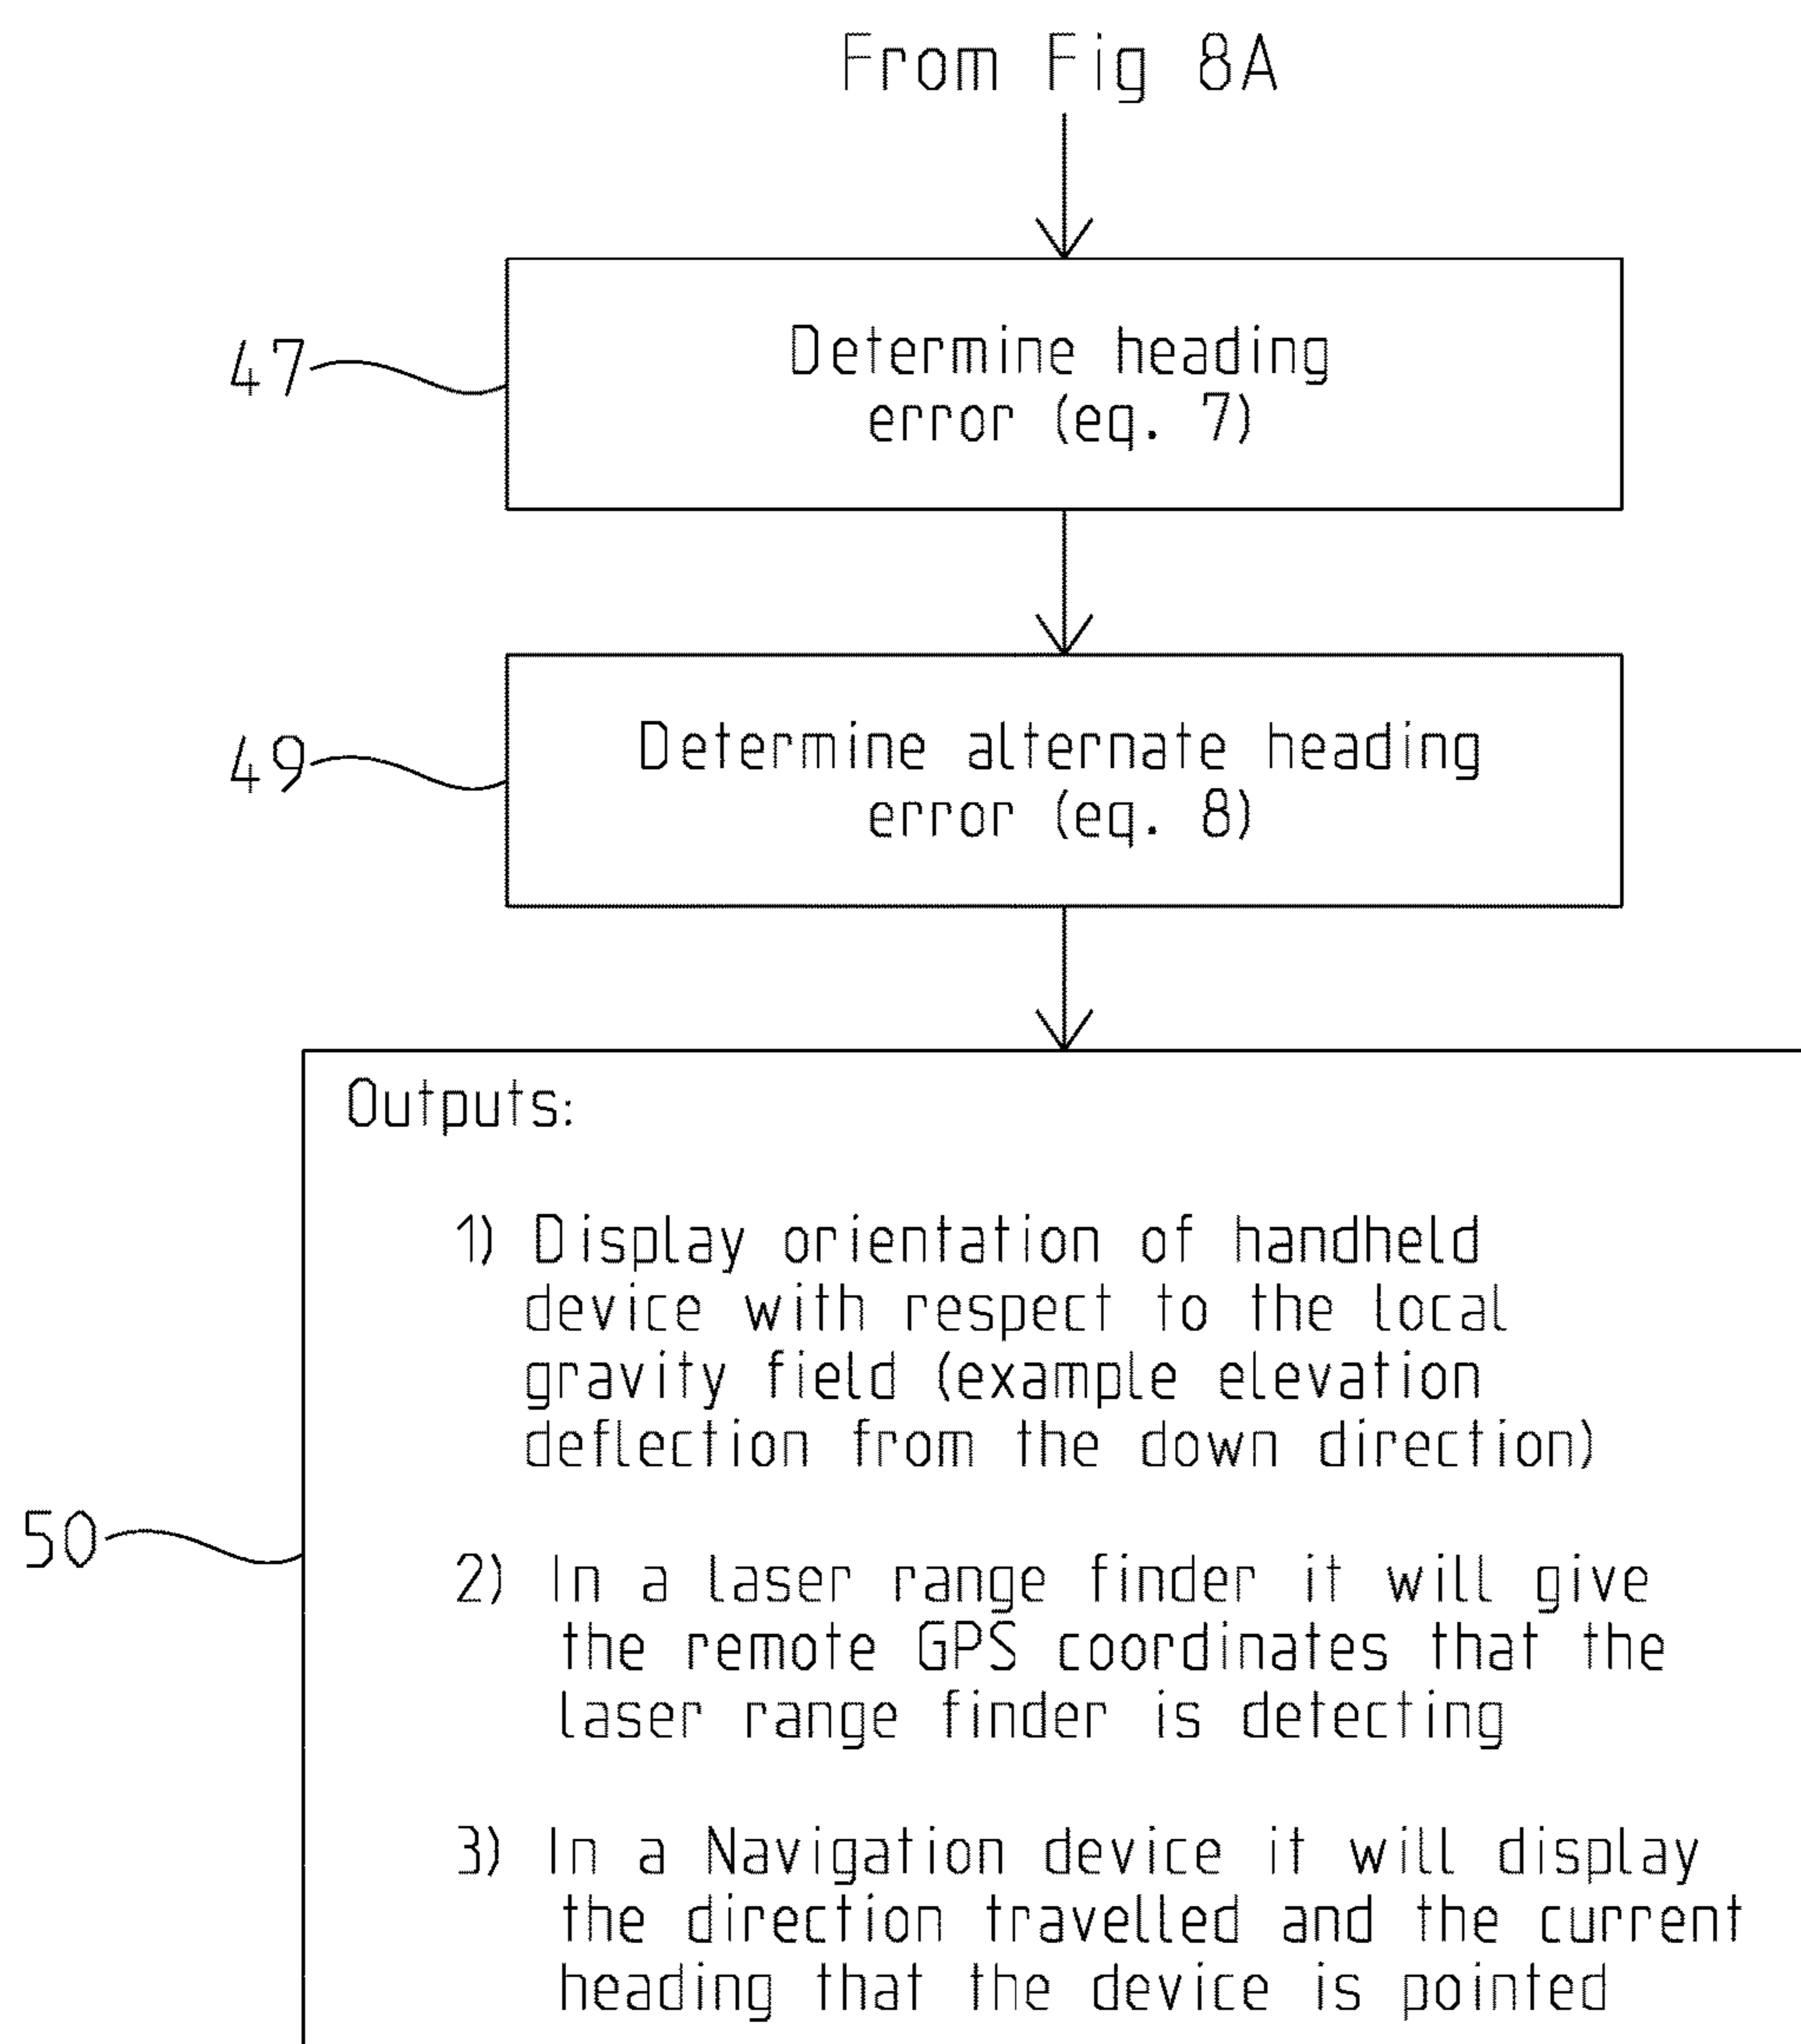 From Fig 8A
47
Determine heading
error (eq. 7)
49
Determine alternate heading
error (eq. 8)
Outputs:
1) Display orientation of handheld
device with respect to the local
gravity field (example elevation
deflection from the down direction)
50
2) In a laser range finder it will give
the remote GPS coordinates that the
laser range finder is detecting
3) In a Navigation device it will display
the direction travelled and the current
heading that the device is pointed